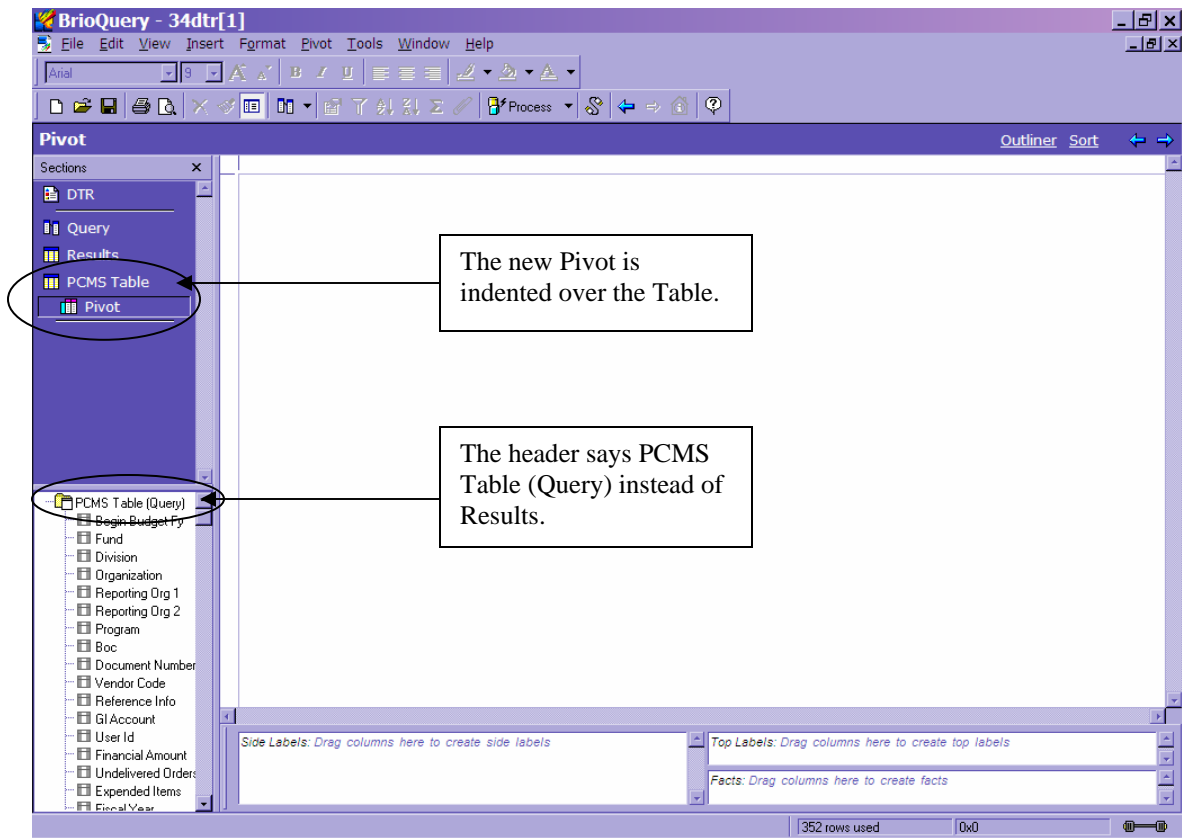 BrioQuery - 34dtr[1]
File Edit View Insert Format Pivot Tools Window Help
Arial 9 B I U
Process
Pivot Outliner Sort
Sections
DTR
Query
Results
PCMS Table
Pivot
The new Pivot is
indented over the Table.
The header says PCMS
Table (Query) instead of
Results.
PCMS Table (Query)
Begin Budget Fy
Fund
Division
Organization
Reporting Org 1
Reporting Org 2
Program
Boc
Document Number
Vendor Code
Reference Info
Gl Account
User Id
Financial Amount
Undelivered Orders
Expended Items
Fiscal Year
Side Labels: Drag columns here to create side labels
Top Labels: Drag columns here to create top labels
Facts: Drag columns here to create facts
352 rows used 0x0